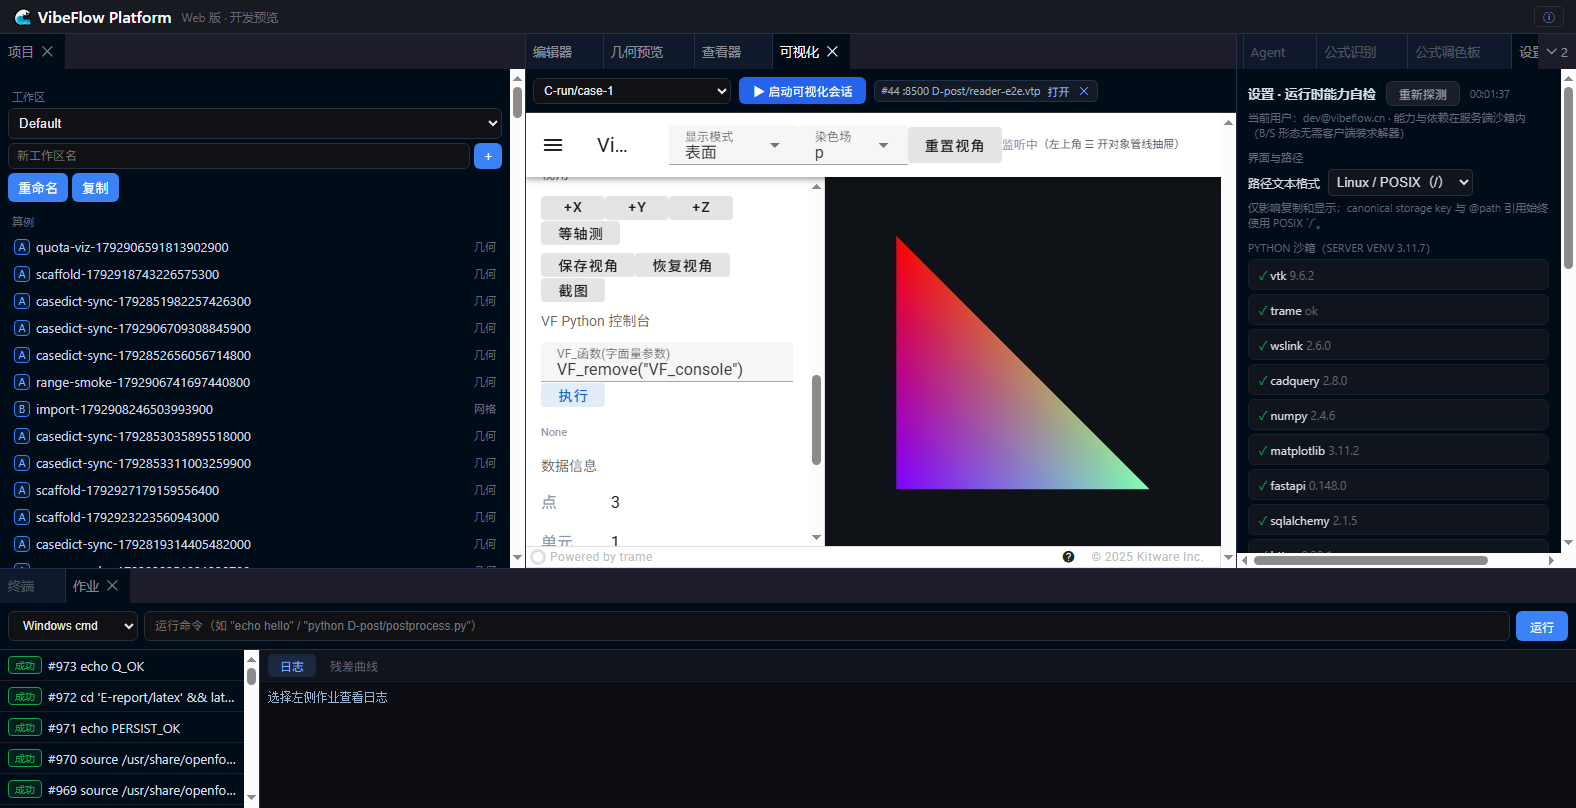 VibeFlow Platform Web 版 · 开发预览
项目
工作区
Default
新工作区名
+
重命名 复制
算例
A quota-viz-1792906591813902900 几何
A scaffold-1792918743226575300 几何
A casedict-sync-1792851982257426300 几何
A casedict-sync-1792906709308845900 几何
A casedict-sync-1792852656056714800 几何
A range-smoke-1792906741697440800 几何
B import-1792908246503993900 网格
A casedict-sync-1792853035895518000 几何
A casedict-sync-1792853311003259900 几何
A scaffold-1792927179159556400 几何
A scaffold-1792923223560943000 几何
A casedict-sync-1792819314405482000 几何
编辑器 几何预览 查看器 可视化
C-run/case-1
▶ 启动可视化会话
#44 :8500 D-post/reader-e2e.vtp 打开
Vi...
显示模式
表面
染色场
p
重置视角
监听中（左上角 ☰ 开对象管线抽屉）
+X +Y +Z
等轴测
保存视角 恢复视角
截图
VF Python 控制台
VF_函数(字面量参数)
VF_remove("VF_console")
执行
None
数据信息
点 3
单元 1
Powered by trame
© 2025 Kitware Inc.
Agent 公式识别 公式调色板 设置 2
设置 · 运行时能力自检 重新探测 00:01:37
当前用户：dev@vibeflow.cn · 能力与依赖在服务端沙箱内
（B/S 形态无需客户端装求解器）
界面与路径
路径文本格式 Linux / POSIX（/）
仅影响复制和显示；canonical storage key 与 @path 引用始终
使用 POSIX `/`。
PYTHON 沙箱（SERVER VENV 3.11.7）
✓ vtk 9.6.2
✓ trame ok
✓ wslink 2.6.0
✓ cadquery 2.8.0
✓ numpy 2.4.6
✓ matplotlib 3.11.2
✓ fastapi 0.148.0
✓ sqlalchemy 2.1.5
终端 作业
Windows cmd
运行命令（如 "echo hello" / "python D-post/postprocess.py"）
运行
成功 #973 echo Q_OK
成功 #972 cd 'E-report/latex' && lat...
成功 #971 echo PERSIST_OK
成功 #970 source /usr/share/openfo...
成功 #969 source /usr/share/openfo...
日志 残差曲线
选择左侧作业查看日志